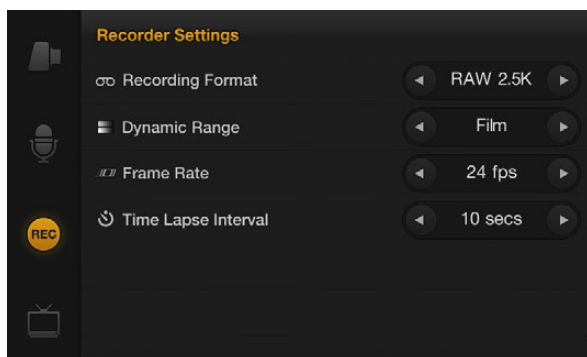 Recorder Settings
Recording Format RAW 2.5K
Dynamic Range Film
Frame Rate 24 fps
REC
Time Lapse Interval 10 secs